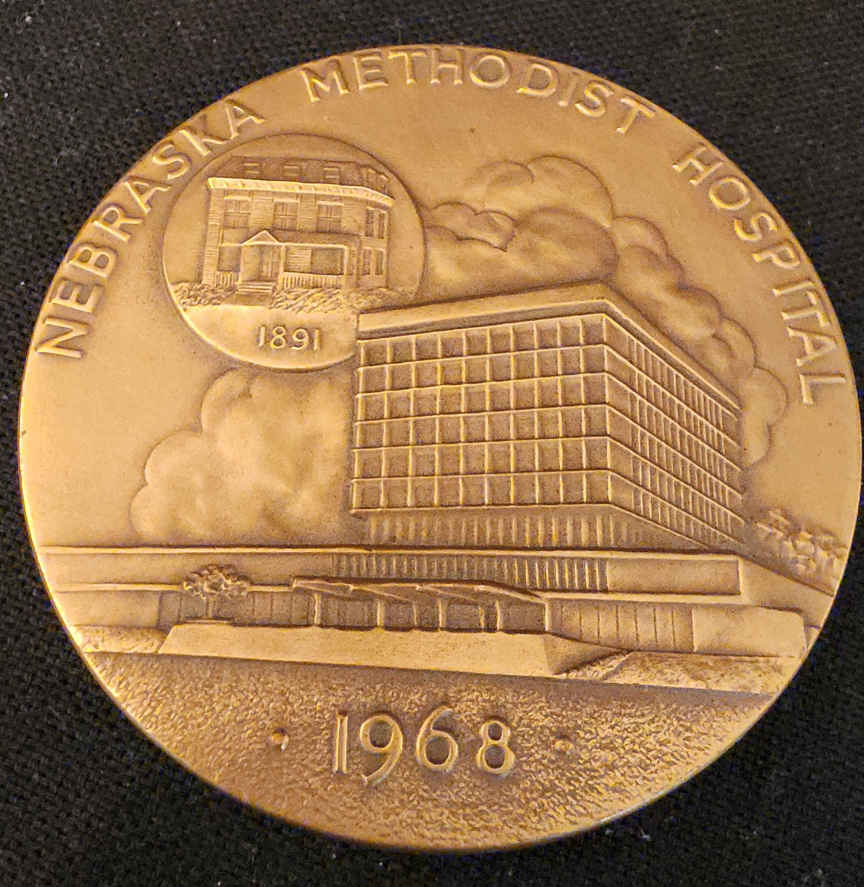 NEBRASKA METHODIST HOSPITAL
1891
· 1968 ·